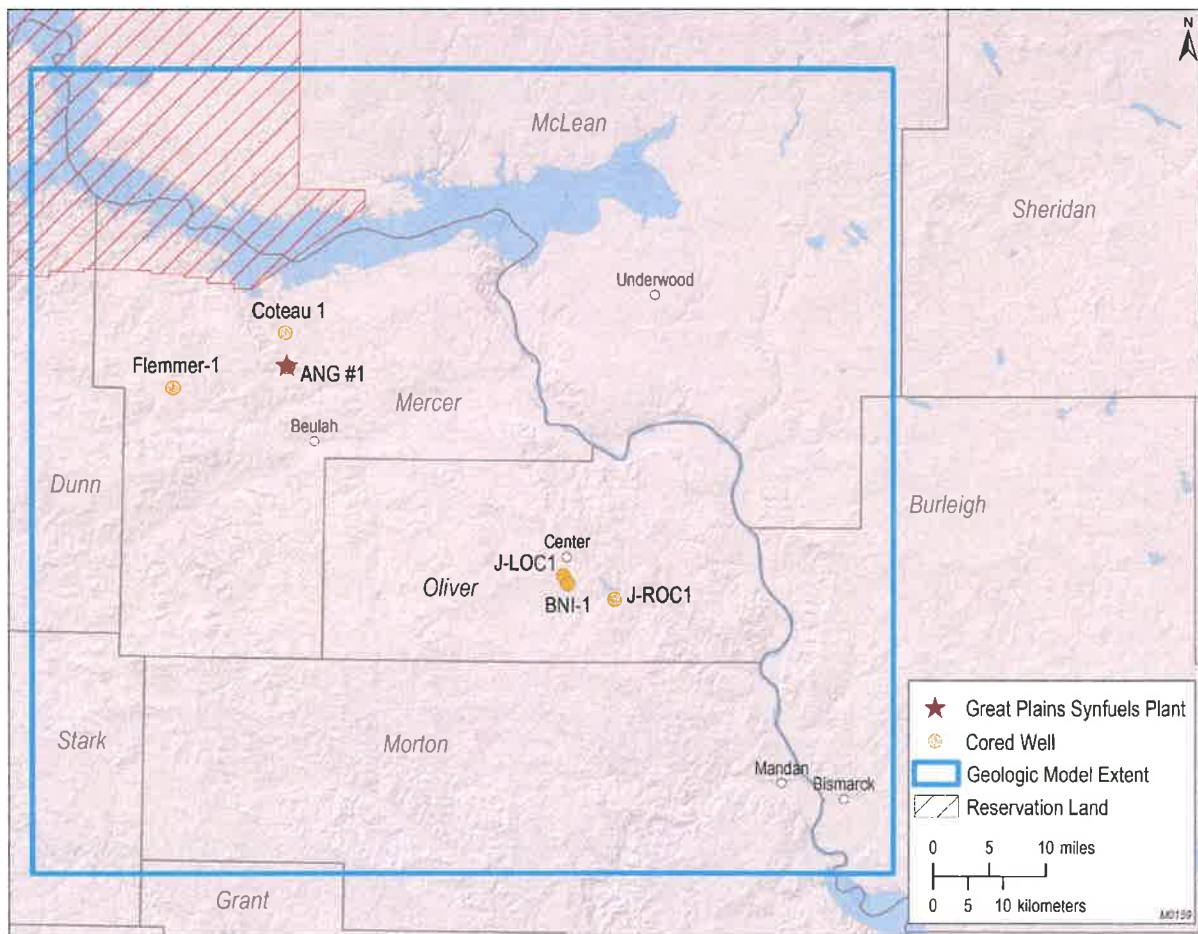 N
McLean
Sheridan
Underwood
Coteau 1
Flemmer-1
ANG #1
Mercer
Beulah
Dunn
Burleigh
Center
J-LOC1
Oliver
BNI-1
J-ROC1
Stark
Morton
Mandan
Bismarck
Grant
Great Plains Synfuels Plant
Cored Well
Geologic Model Extent
Reservation Land
0 5 10 miles
0 5 10 kilometers
M0159